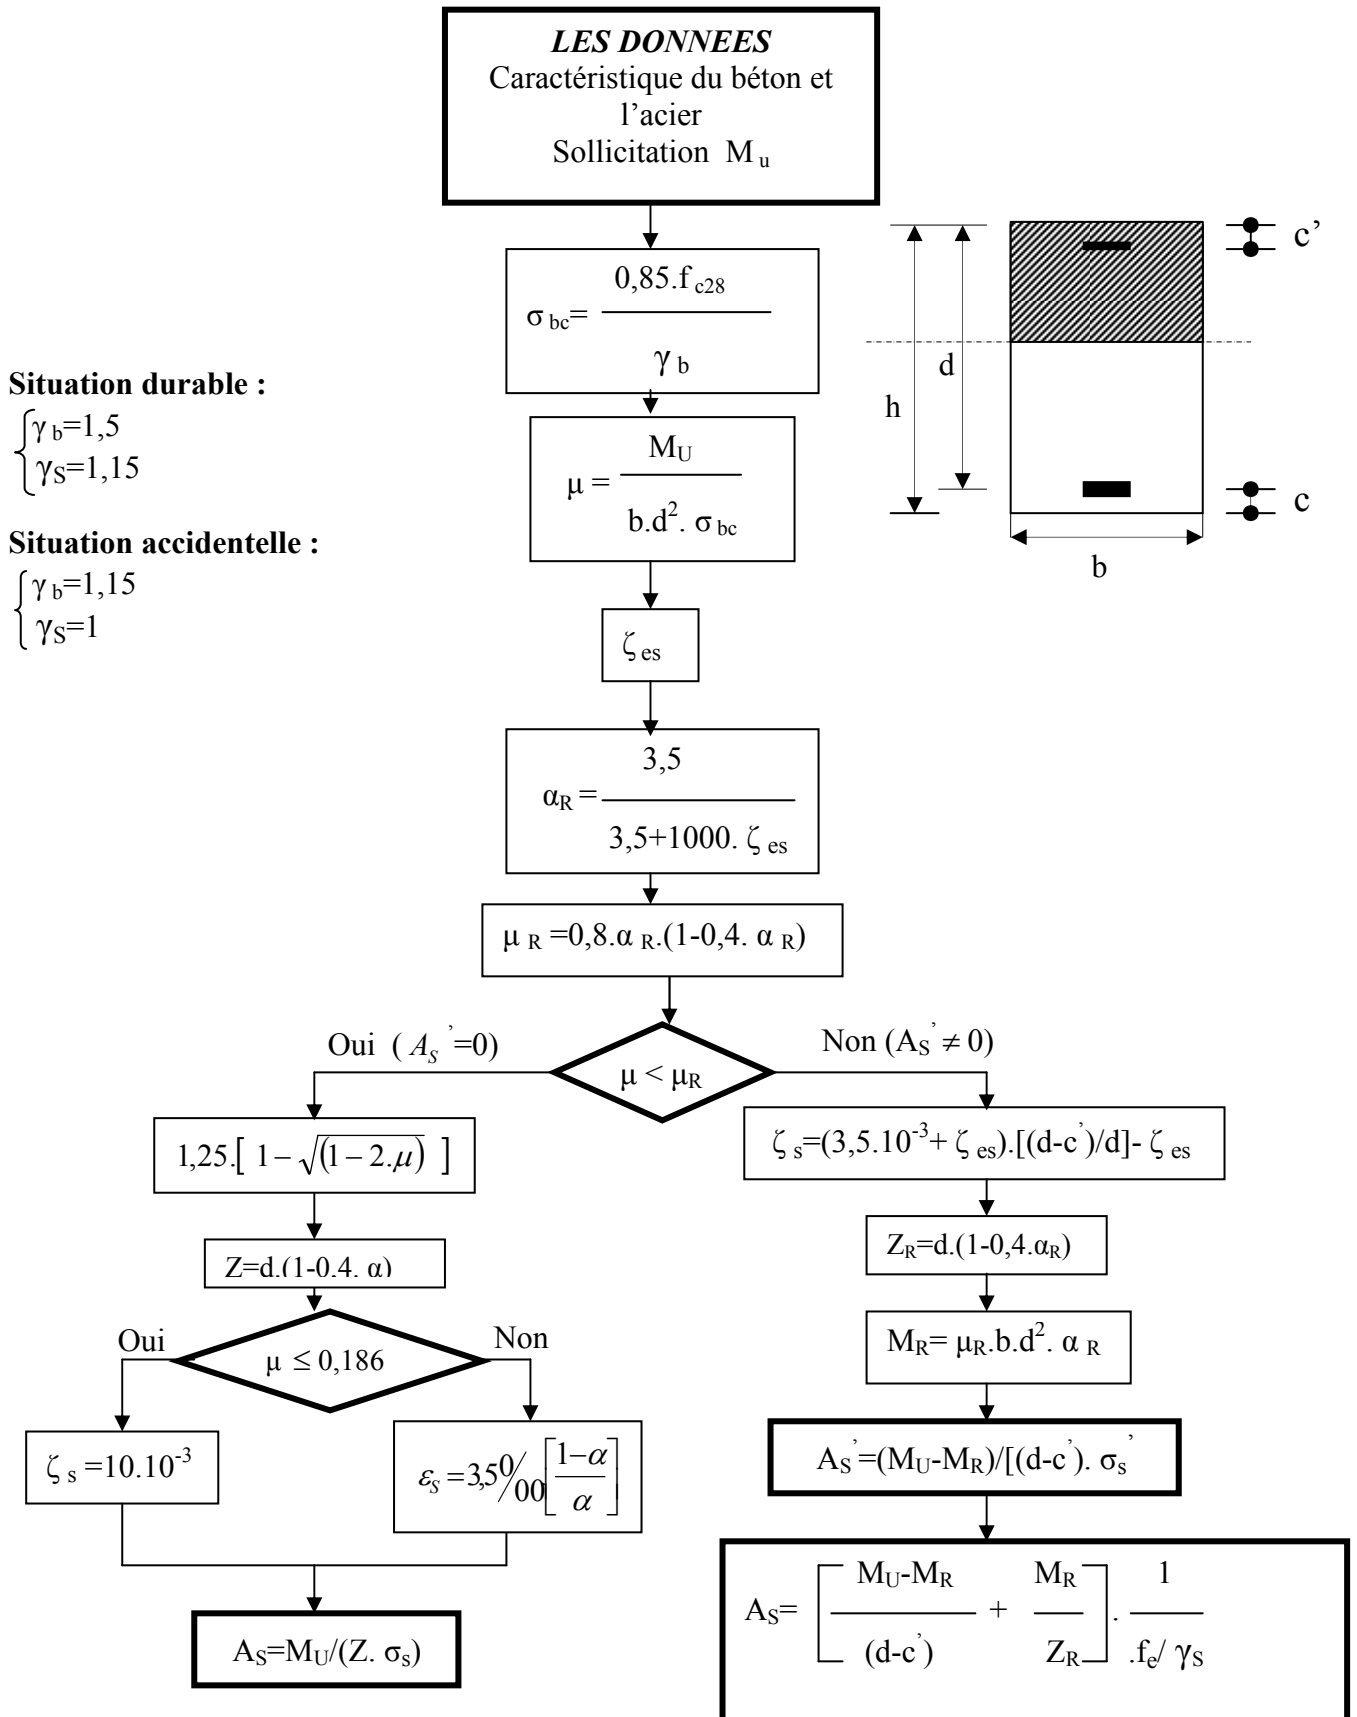 LES DONNEES
Caractéristique du béton et
l’acier
Sollicitation M u
σ bc= 0,85.f c28 / γ b
c’
d
h
c
b
Situation durable :
γ b=1,5
γS=1,15
Situation accidentelle :
γ b=1,15
γS=1
μ = MU / b.d². σ bc
ζ es
αR = 3,5 / 3,5+1000. ζ es
μ R =0,8.α R.(1-0,4. α R)
Oui ( AS’=0)
μ < μR
Non (AS’ ≠ 0)
1,25.[ 1−√(1−2.μ) ]
ζ s=(3,5.10⁻³+ ζ es).[(d-c’)/d]- ζ es
Z=d.(1-0,4. α)
ZR=d.(1-0,4.αR)
Oui
μ ≤ 0,186
Non
MR= μR.b.d². α R
ζ s =10.10⁻³
εS = 3,50/00 [1−α / α]
AS’=(MU-MR)/[(d-c’). σs’
AS=MU/(Z. σs)
AS= [ MU-MR / (d-c’) + MR / ZR ] . 1 / .fe/ γS